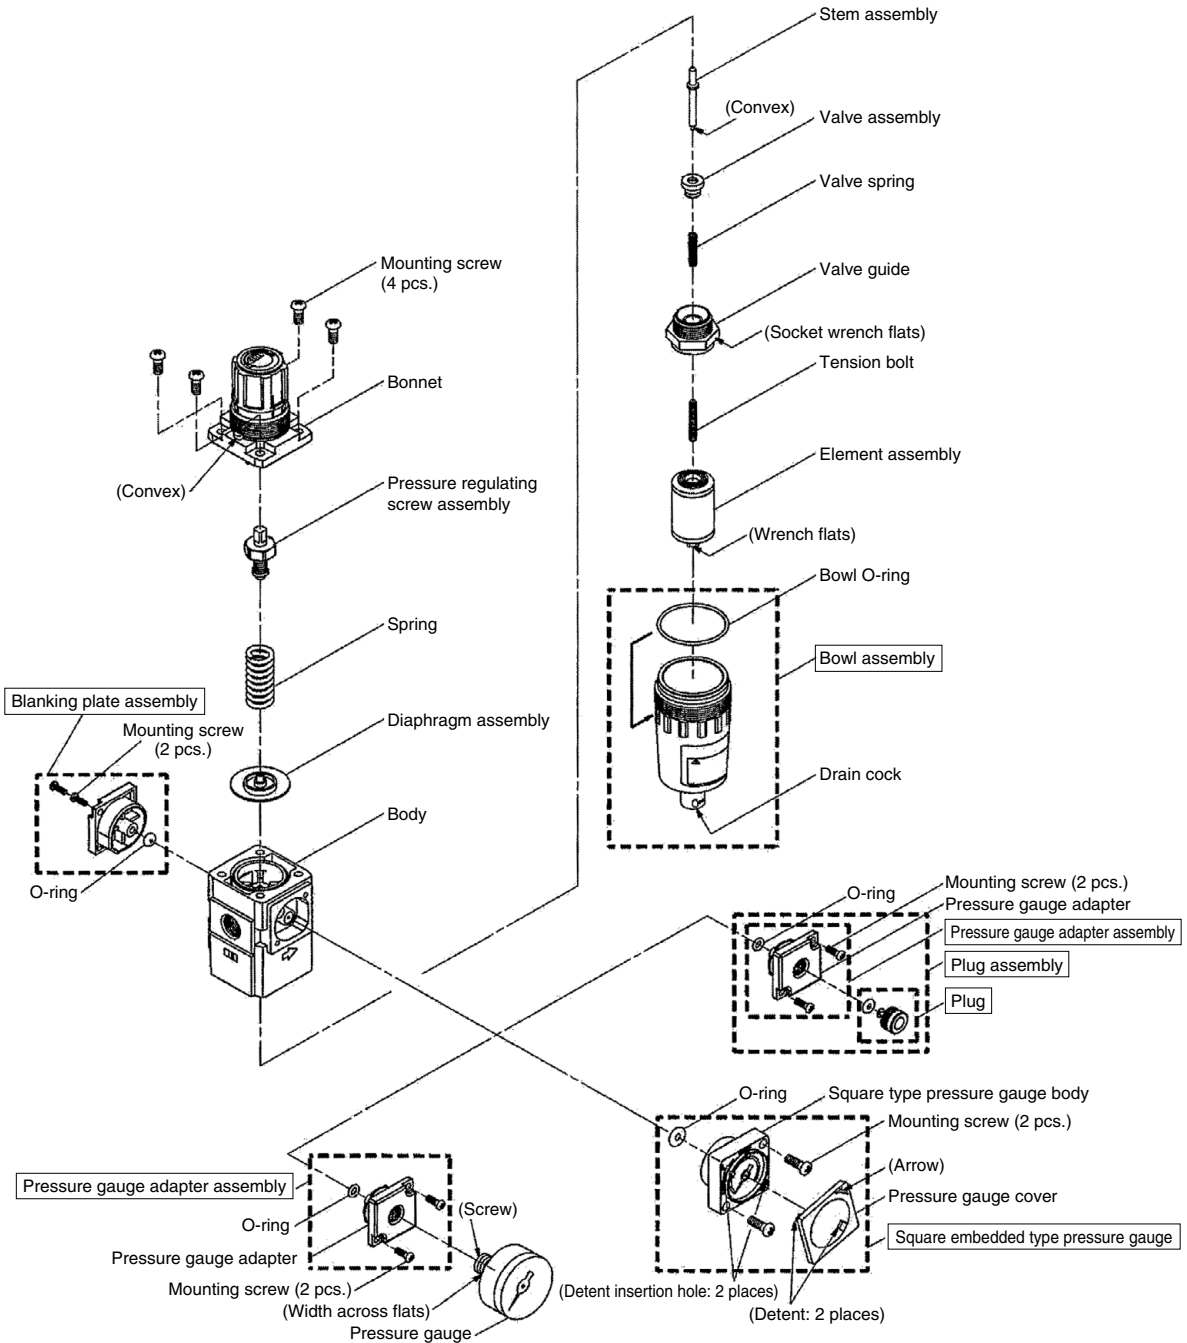 Stem assembly
(Convex)
Valve assembly
Valve spring
Valve guide
(Socket wrench flats)
Tension bolt
Element assembly
(Wrench flats)
Bowl O-ring
Bowl assembly
Drain cock
Mounting screw
(4 pcs.)
Bonnet
(Convex)
Pressure regulating
screw assembly
Spring
Blanking plate assembly
Mounting screw
(2 pcs.)
Diaphragm assembly
Body
O-ring
IN
O-ring
Mounting screw (2 pcs.)
Pressure gauge adapter
Pressure gauge adapter assembly
Plug assembly
Plug
O-ring
Square type pressure gauge body
Mounting screw (2 pcs.)
(Arrow)
Pressure gauge cover
Square embedded type pressure gauge
(Detent insertion hole: 2 places)
(Detent: 2 places)
Pressure gauge adapter assembly
O-ring
(Screw)
Pressure gauge adapter
Mounting screw (2 pcs.)
(Width across flats)
Pressure gauge